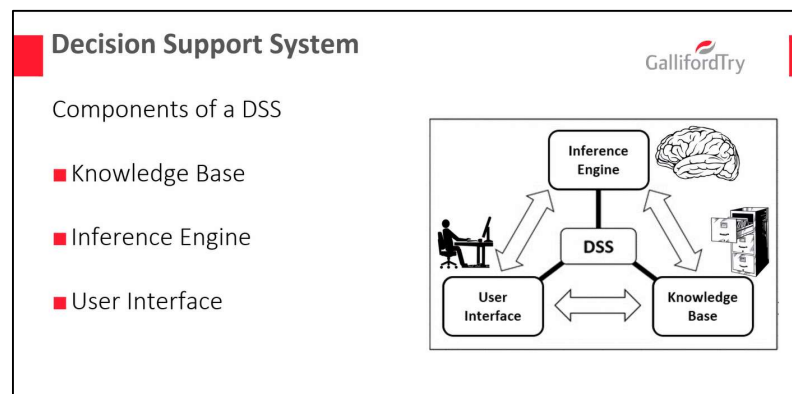 Decision Support System
GallifordTry
Components of a DSS
Knowledge Base
Inference Engine
User Interface
Inference
Engine
DSS
User
Interface
Knowledge
Base